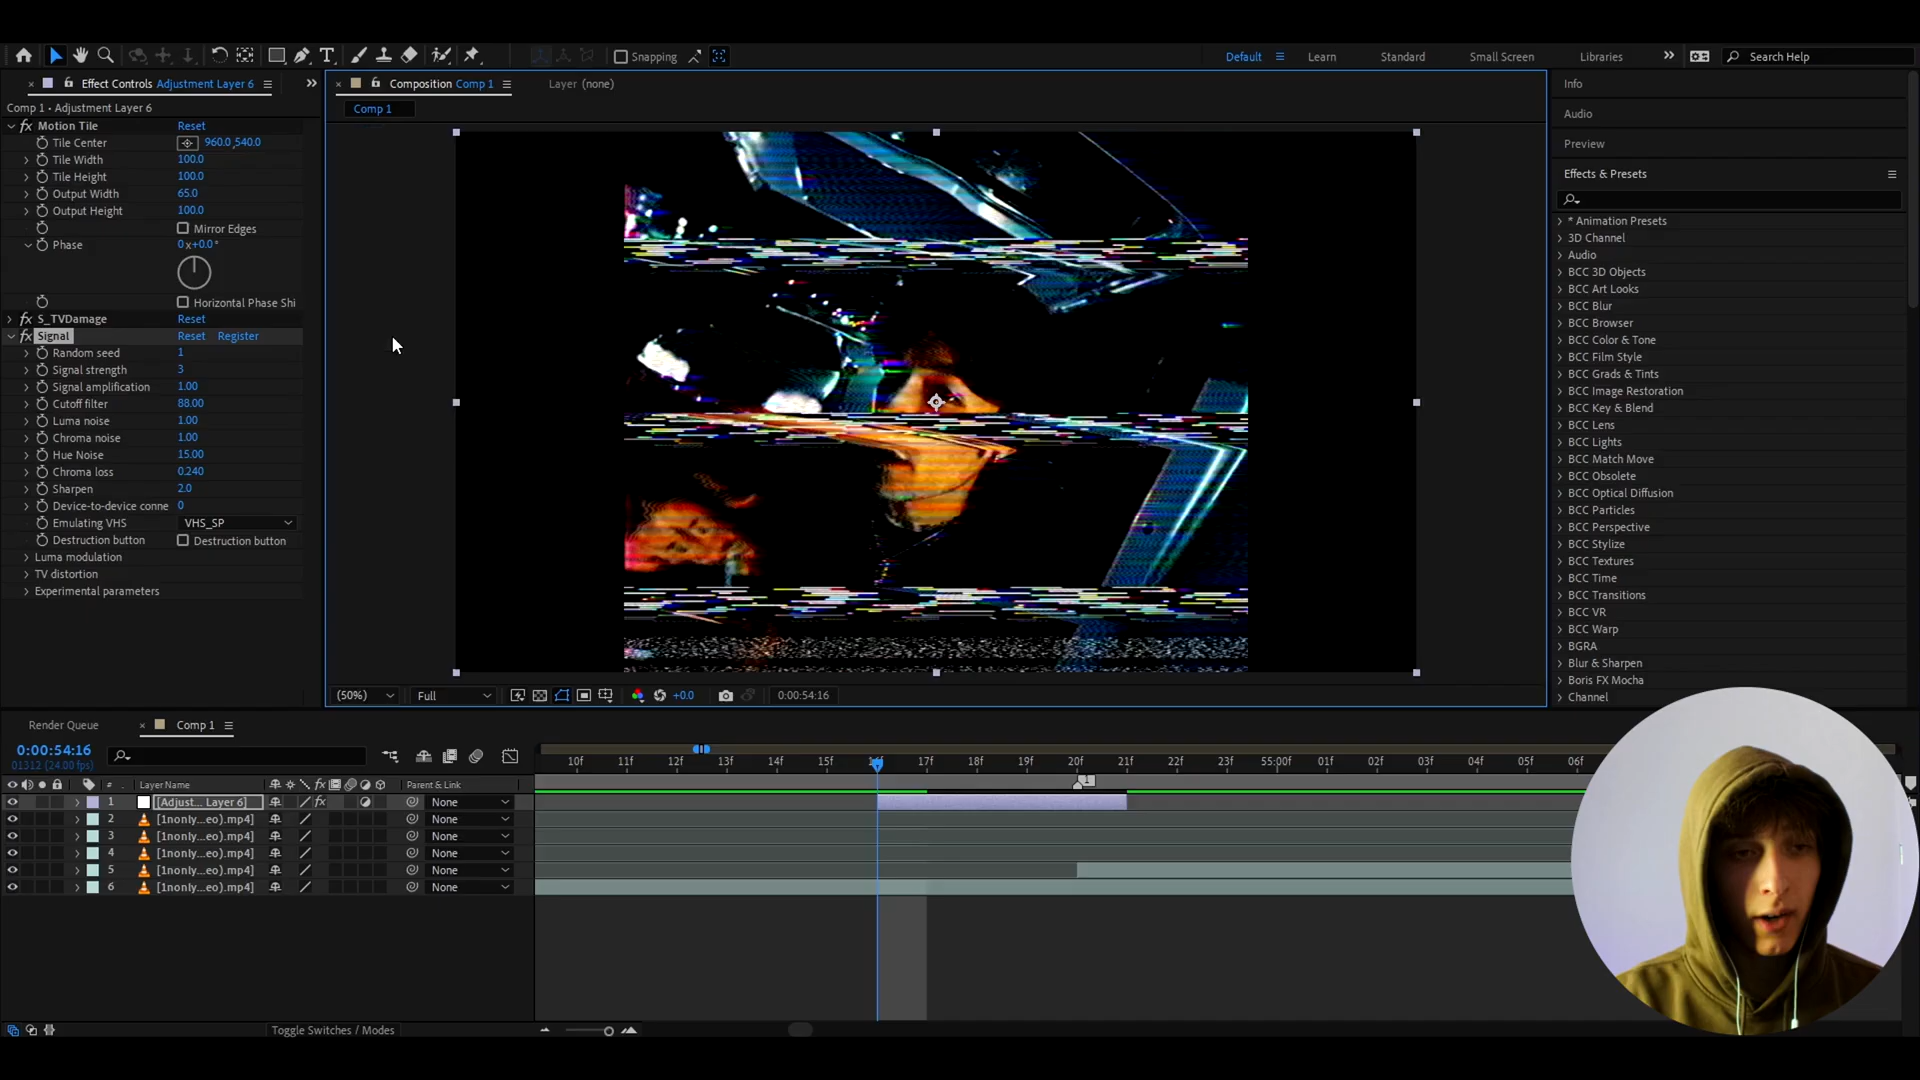 Snapping
Default
Learn
Standard
Small Screen
Libraries
Search Help
Effect Controls Adjustment Layer 6
Composition Comp 1
Layer (none)
Info
Comp 1 • Adjustment Layer 6
Comp 1
Audio
fx Motion Tile Reset
Tile Center 960.0,540.0
Tile Width 100.0
Tile Height 100.0
Output Width 65.0
Output Height 100.0
Mirror Edges
Phase 0x+0.0°
Horizontal Phase Shi
fx S_TVDamage Reset
fx Signal Reset Register
Random seed 1
Signal strength 3
Signal amplification 1.00
Cutoff filter 88.00
Luma noise 1.00
Chroma noise 1.00
Hue Noise 15.00
Chroma loss 0.240
Sharpen 2.0
Device-to-device conne 0
Emulating VHS VHS_SP
Destruction button Destruction button
Luma modulation
TV distortion
Experimental parameters
Preview
Effects & Presets
* Animation Presets
3D Channel
Audio
BCC 3D Objects
BCC Art Looks
BCC Blur
BCC Browser
BCC Color & Tone
BCC Film Style
BCC Grads & Tints
BCC Image Restoration
BCC Key & Blend
BCC Lens
BCC Lights
BCC Match Move
BCC Obsolete
BCC Optical Diffusion
BCC Particles
BCC Perspective
BCC Stylize
BCC Textures
BCC Time
BCC Transitions
BCC VR
BCC Warp
BGRA
Blur & Sharpen
Boris FX Mocha
Channel
(50%) Full +0.0 0:00:54:16
Render Queue Comp 1
0:00:54:16
01312 (24.00 fps)
10f 11f 12f 13f 14f 15f 17f 18f 19f 20f 21f 22f 23f 55:00f 01f 02f 03f 04f 05f 06f
# Layer Name fx Parent & Link
1 [Adjust... Layer 6] fx None
1
2 [1nonly...eo).mp4] None
3 [1nonly...eo).mp4] None
4 [1nonly...eo).mp4] None
5 [1nonly...eo).mp4] None
6 [1nonly...eo).mp4] None
Toggle Switches / Modes